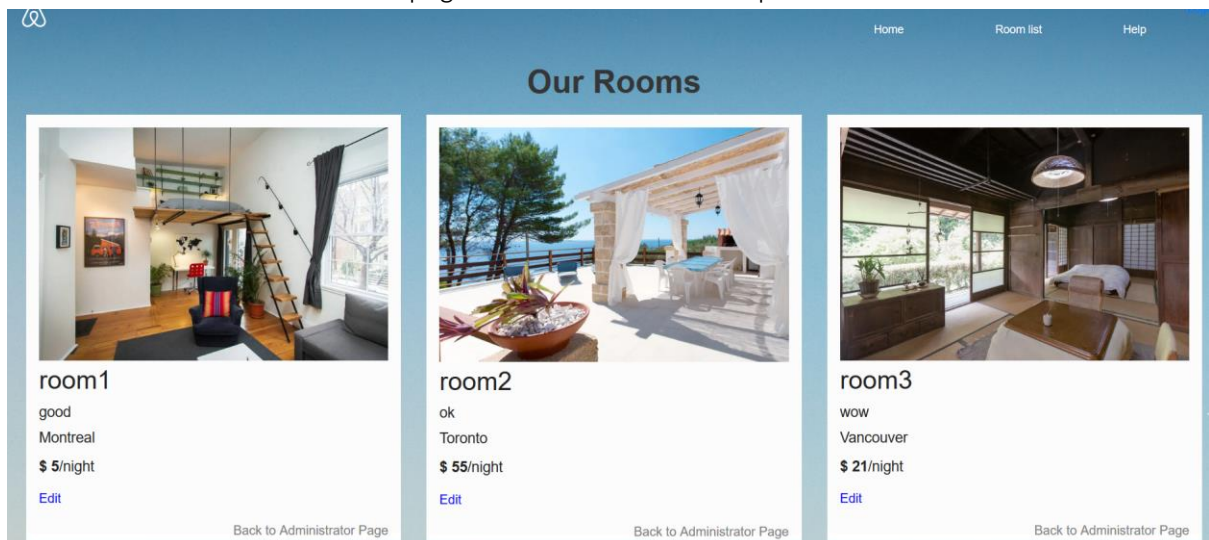 Home Room list Help
Our Rooms
room1
good
Montreal
$ 5/night
Edit
Back to Administrator Page
room2
ok
Toronto
$ 55/night
Edit
Back to Administrator Page
room3
wow
Vancouver
$ 21/night
Edit
Back to Administrator Page